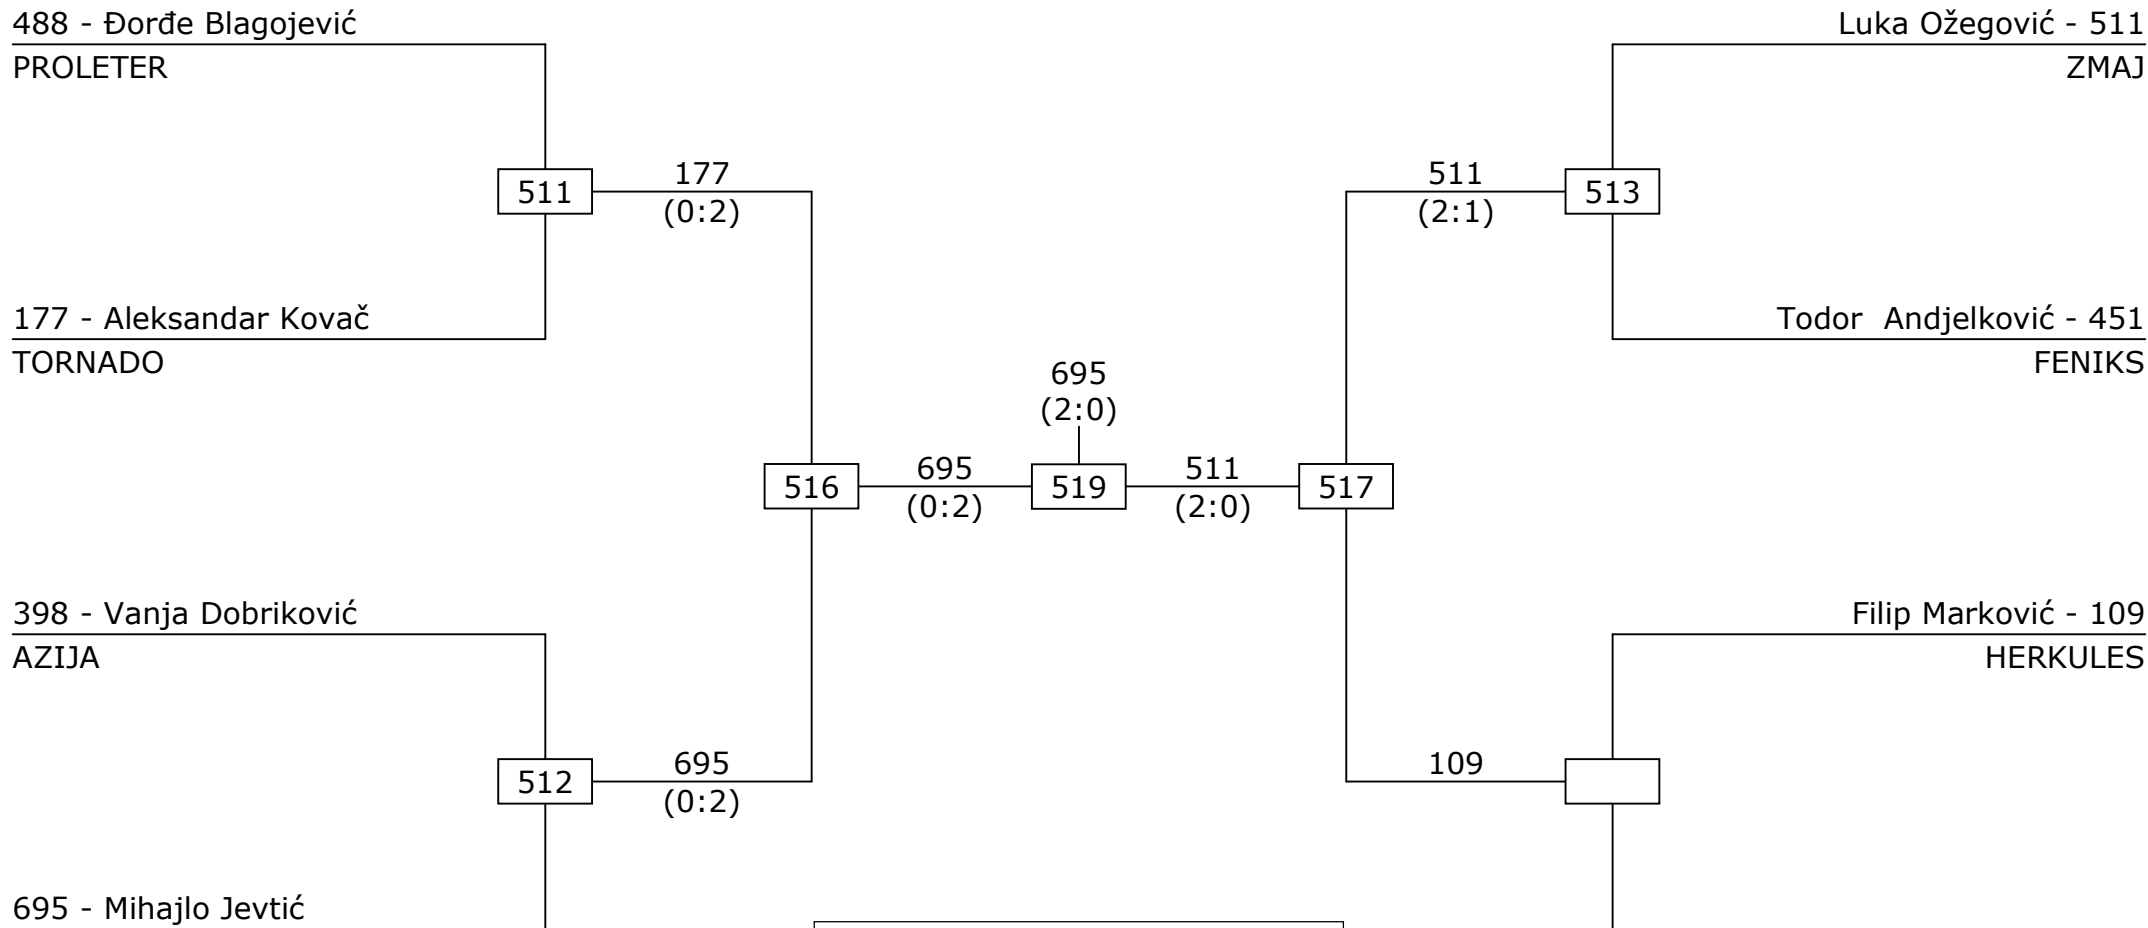 488 - Đorđe Blagojević
PROLETER
Luka Ožegović - 511
ZMAJ
177
(0:2)
511
511
(2:1)
513
177 - Aleksandar Kovač
TORNADO
Todor  Andjelković - 451
FENIKS
695
(2:0)
516
695
(0:2)
519
511
(2:0)
517
398 - Vanja Dobriković
AZIJA
Filip Marković - 109
HERKULES
512
695
(0:2)
109
695 - Mihajlo Jevtić